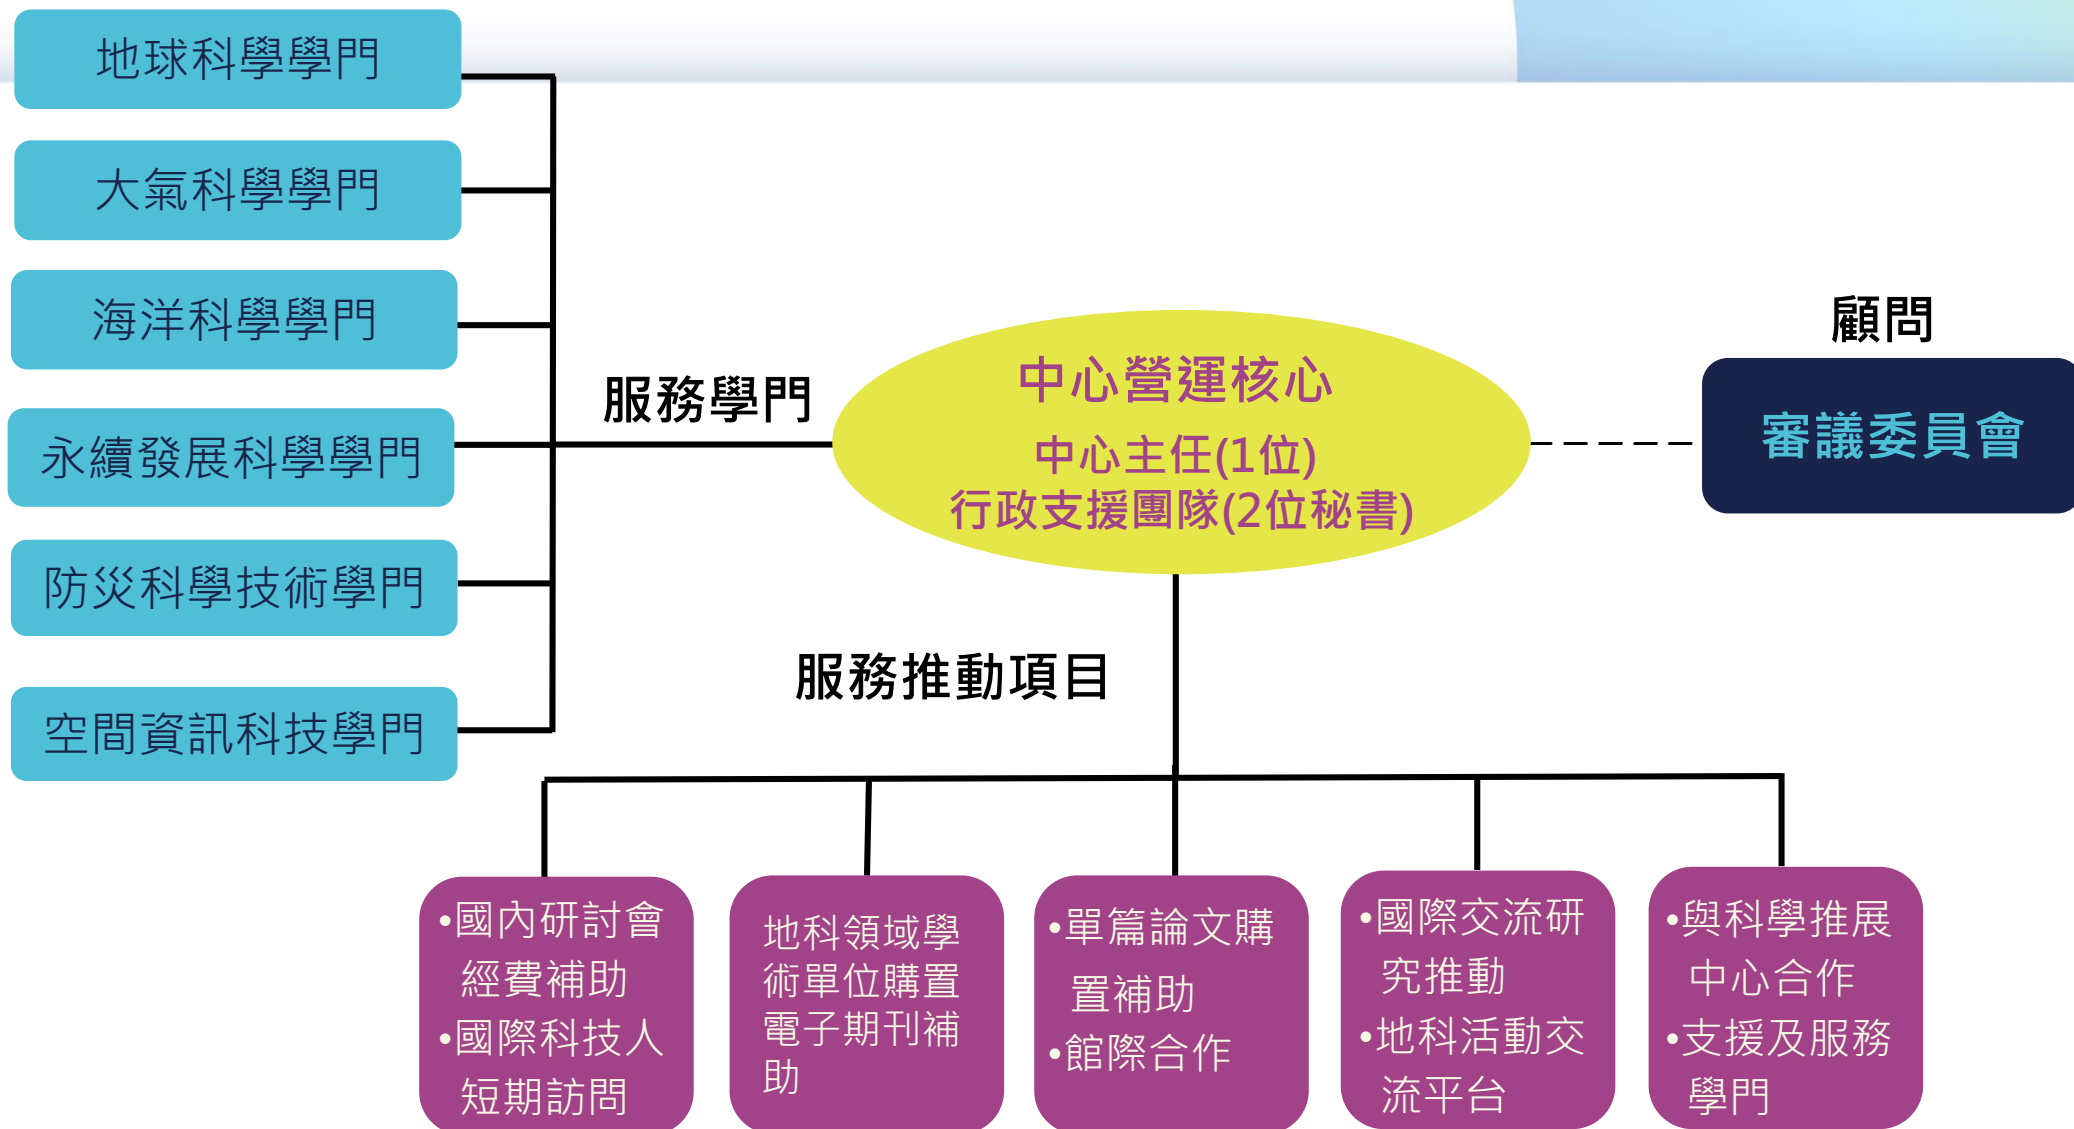 地球科學學門
大氣科學學門
海洋科學學門
永續發展科學學門
防災科學技術學門
空間資訊科技學門
服務學門
中心營運核心
中心主任(1位)
行政支援團隊(2位秘書)
顧問
審議委員會
服務推動項目
•國內研討會
經費補助
•國際科技人
短期訪問
地科領域學
術單位購置
電子期刊補
助
•單篇論文購
置補助
•館際合作
•國際交流研
究推動
•地科活動交
流平台
•與科學推展
中心合作
•支援及服務
學門